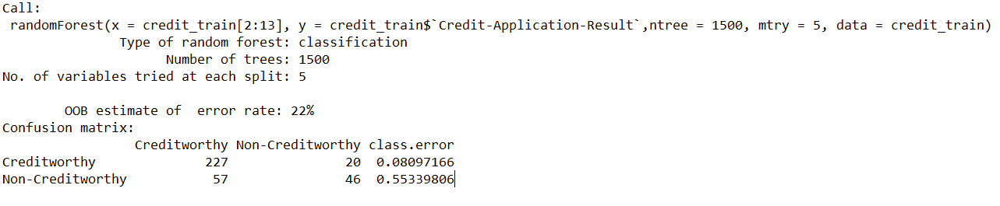 Call:
 randomForest(x = credit_train[2:13], y = credit_train$`Credit-Application-Result`,ntree = 1500, mtry = 5, data = credit_train)
               Type of random forest: classification
                     Number of trees: 1500
No. of variables tried at each split: 5

        OOB estimate of  error rate: 22%
Confusion matrix:
                 Creditworthy Non-Creditworthy class.error
Creditworthy              227               20  0.08097166
Non-Creditworthy           57               46  0.55339806